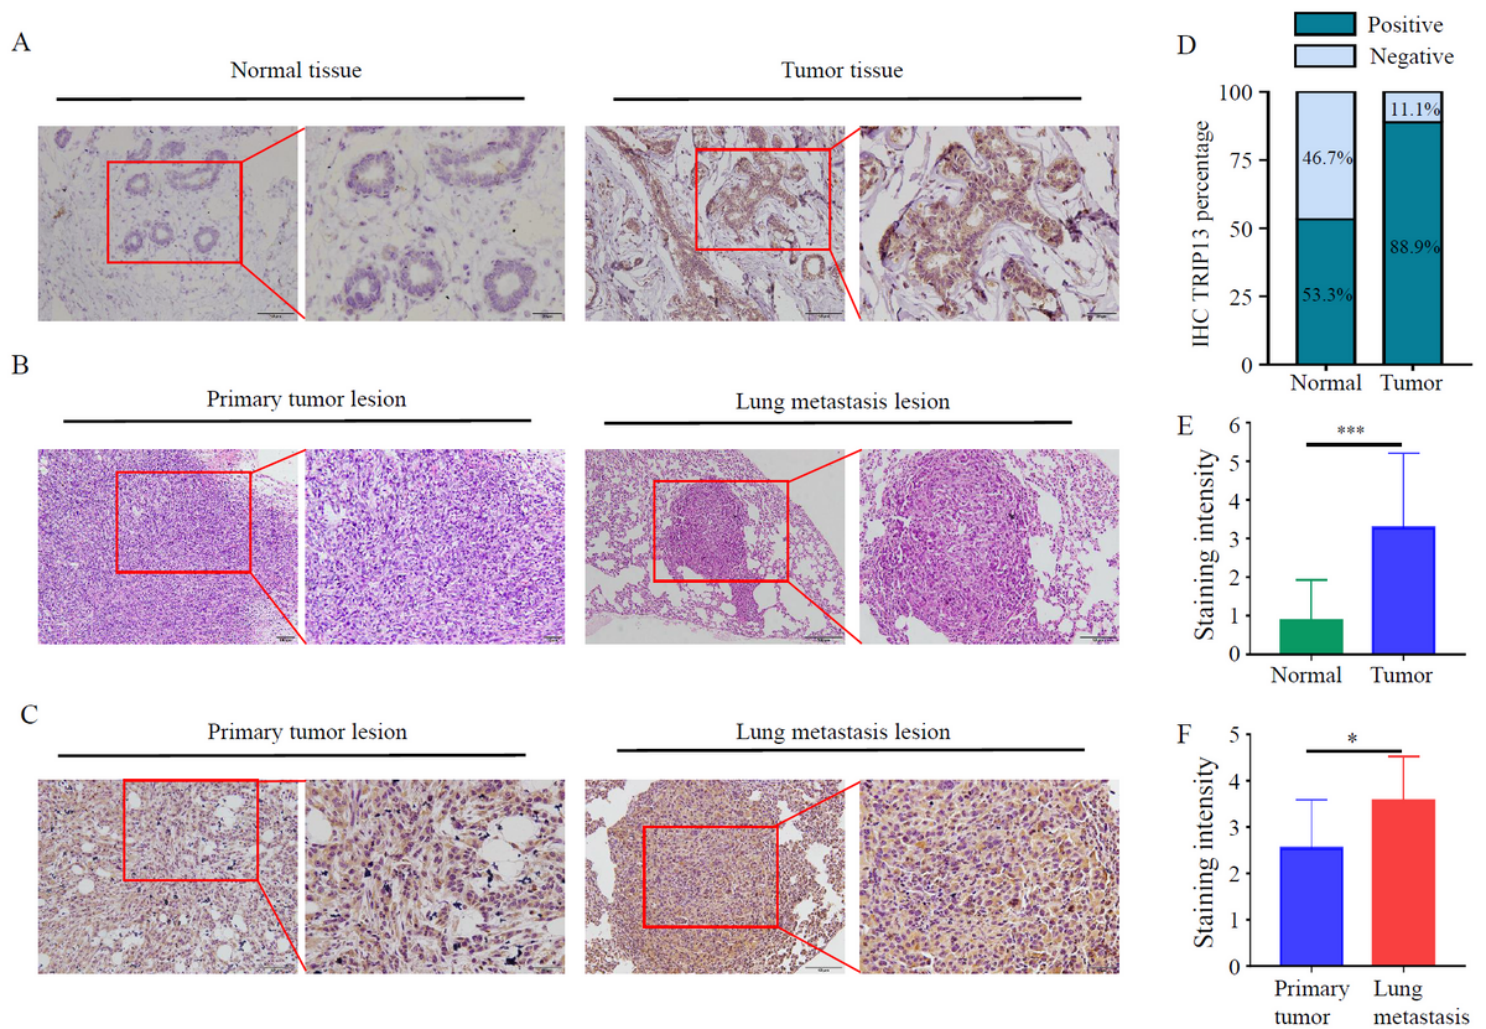 A
Normal tissue
Tumor tissue
B
Primary tumor lesion
Lung metastasis lesion
C
Primary tumor lesion
Lung metastasis lesion
D
Positive
Negative
IHC TRIP13 percentage
100
75
50
25
0
46.7%
53.3%
11.1%
88.9%
Normal
Tumor
E
Staining intensity
6
5
4
3
2
1
0
***
Normal
Tumor
F
Staining intensity
5
4
3
2
1
0
*
Primary
tumor
Lung
metastasis